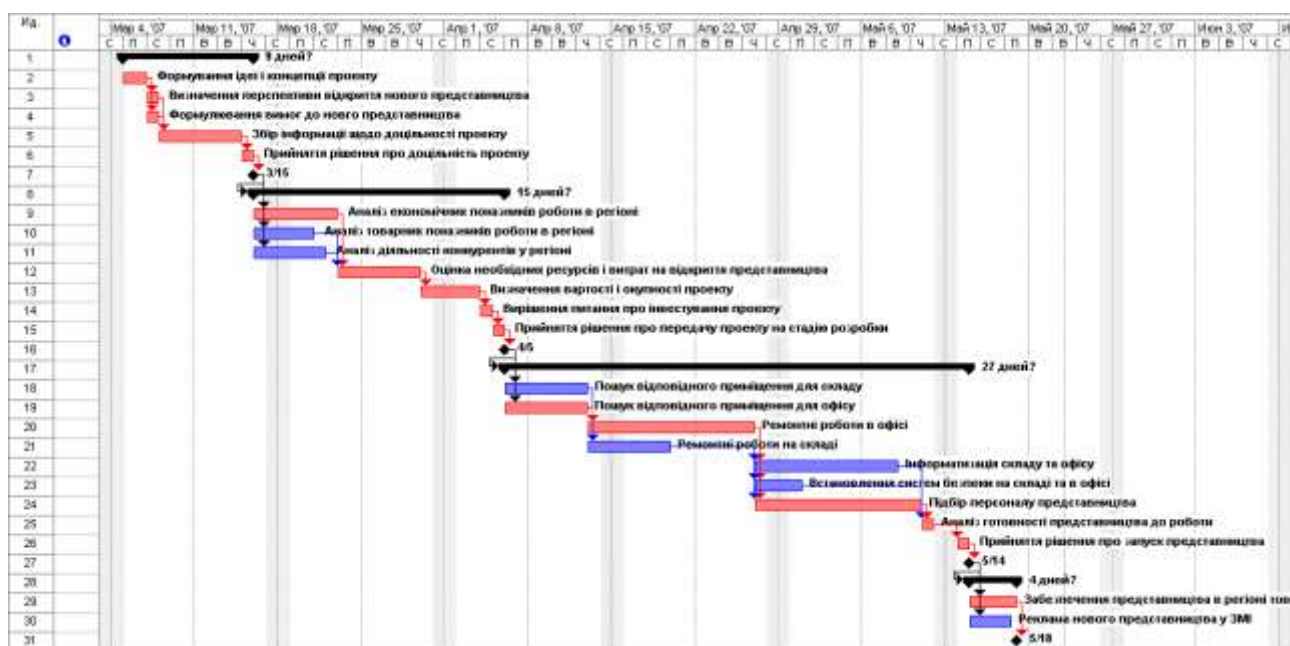 Ид.
Мар 4, '07 Мар 11, '07 Мар 18, '07 Мар 25, '07 Апр 1, '07 Апр 8, '07 Апр 15, '07 Апр 22, '07 Апр 29, '07 Май 6, '07 Май 13, '07 Май 20, '07 Май 27, '07 Июн 3, '07 И
С П В Ч С П В Ч С П В Ч С П В Ч С П В Ч С
1 9 дней?
2 Формування ідеї і концепції проекту
3 Визначення перспективи відкриття нового представництва
4 Формулювання вимог до нового представництва
5 Збір інформації щодо доцільності проекту
6 Прийняття рішення про доцільність проекту
7 3/15
8 15 дней?
9 Аналіз економічних показників роботи в регіоні
10 Аналіз товарних показників роботи в регіоні
11 Аналіз діяльності конкурентів у регіоні
12 Оцінка необхідних ресурсів і витрат на відкриття представництва
13 Визначення вартості і окупності проекту
14 Вирішення питання про інвестування проекту
15 Прийняття рішення про передачу проекту на стадію розробки
16 4/5
17 27 дней?
18 Пошук відповідного приміщення для складу
19 Пошук відповідного приміщення для офісу
20 Ремонтні роботи в офісі
21 Ремонтні роботи на складі
22 Інформатизація складу та офісу
23 Встановлення систем безпеки на складі та в офісі
24 Підбір персоналу представництва
25 Аналіз готовності представництва до роботи
26 Прийняття рішення про запуск представництва
27 5/14
28 4 дней?
29 Забезпечення представництва в регіоні тов
30 Реклама нового представництва у ЗМІ
31 5/18